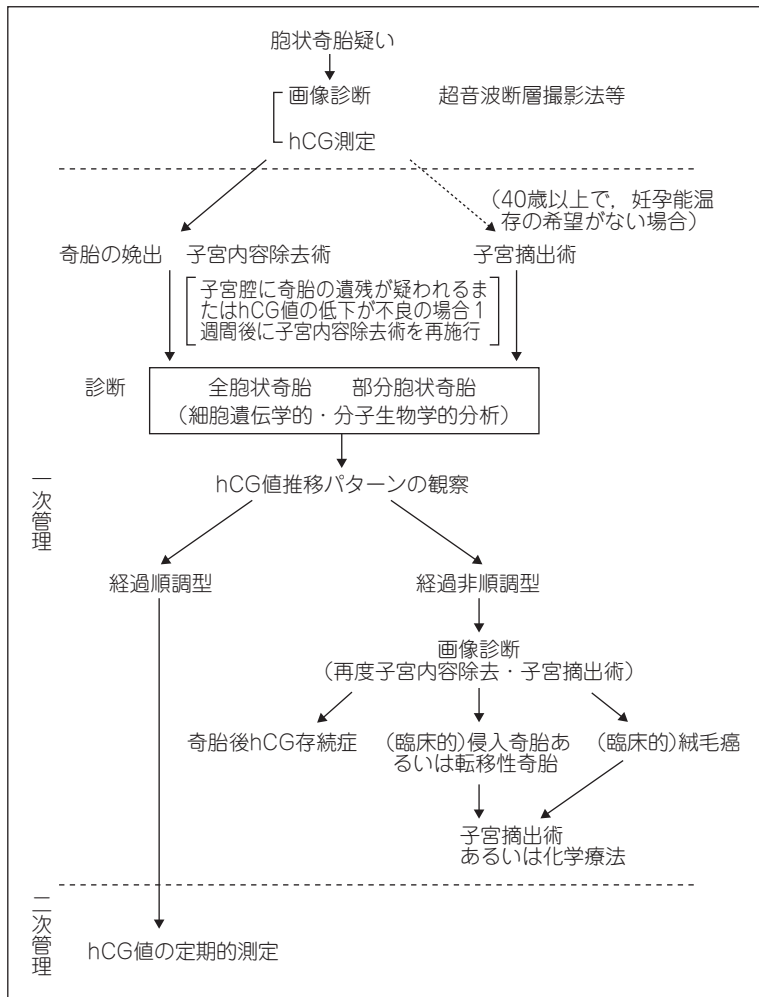 胞状奇胎疑い
画像診断　超音波断層撮影法等
hCG測定
（40歳以上で，妊孕能温
存の希望がない場合）
奇胎の娩出　子宮内容除去術　子宮摘出術
子宮腔に奇胎の遺残が疑われるま
たはhCG値の低下が不良の場合1
週間後に子宮内容除去術を再施行
診断　全胞状奇胎　部分胞状奇胎
（細胞遺伝学的・分子生物学的分析）
一次管理
hCG値推移パターンの観察
経過順調型　経過非順調型
画像診断
（再度子宮内容除去・子宮摘出術）
奇胎後hCG存続症　（臨床的）侵入奇胎あ　（臨床的）絨毛癌
るいは転移性奇胎
子宮摘出術
あるいは化学療法
二次管理
hCG値の定期的測定